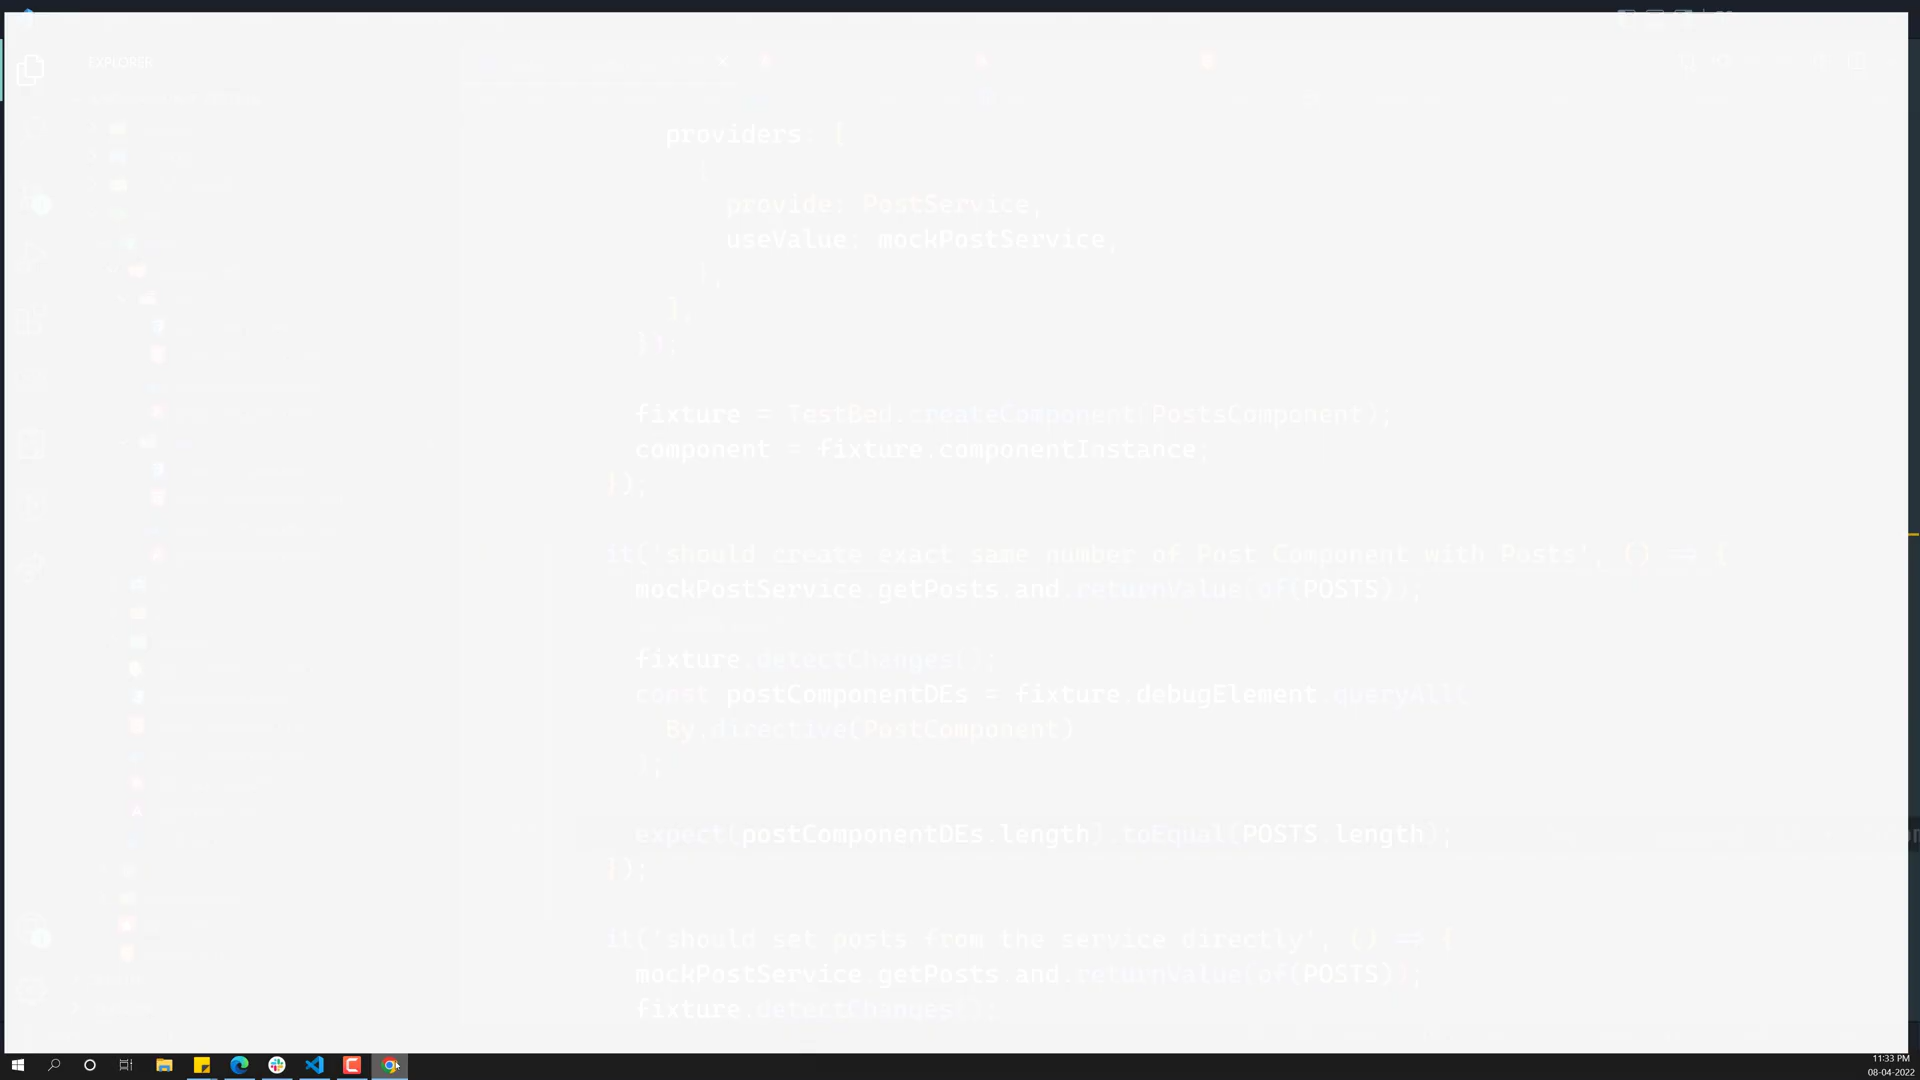 EXPLORER
providers: [
{
provide: PostService,
useValue: mockPostService,
},
],
});
fixture = TestBed.createComponent(PostsComponent);
component = fixture.componentInstance;
});
it('should create exact same number of Post Component with Posts', () => {
mockPostService.getPosts.and.returnValue(of(POSTS));
fixture.detectChanges();
const postComponentDEs = fixture.debugElement.queryAll(
By.directive(PostComponent)
);
expect(postComponentDEs.length).toEqual(POSTS.length);
});
it('should set posts from the service directly', () => {
mockPostService.getPosts.and.returnValue(of(POSTS));
fixture.detectChanges();
11:33 PM
08-04-2022